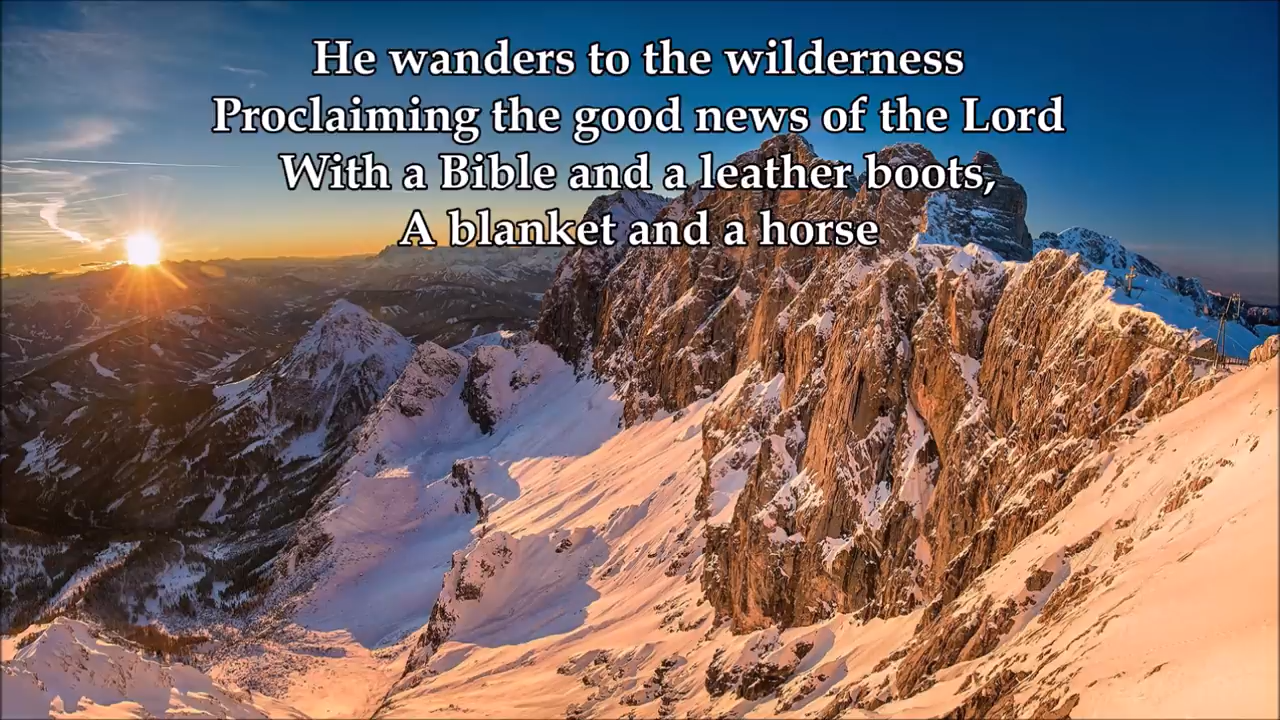 He wanders to the wilderness
Proclaiming the good news of the Lord
With a Bible and a leather boots,
A blanket and a horse